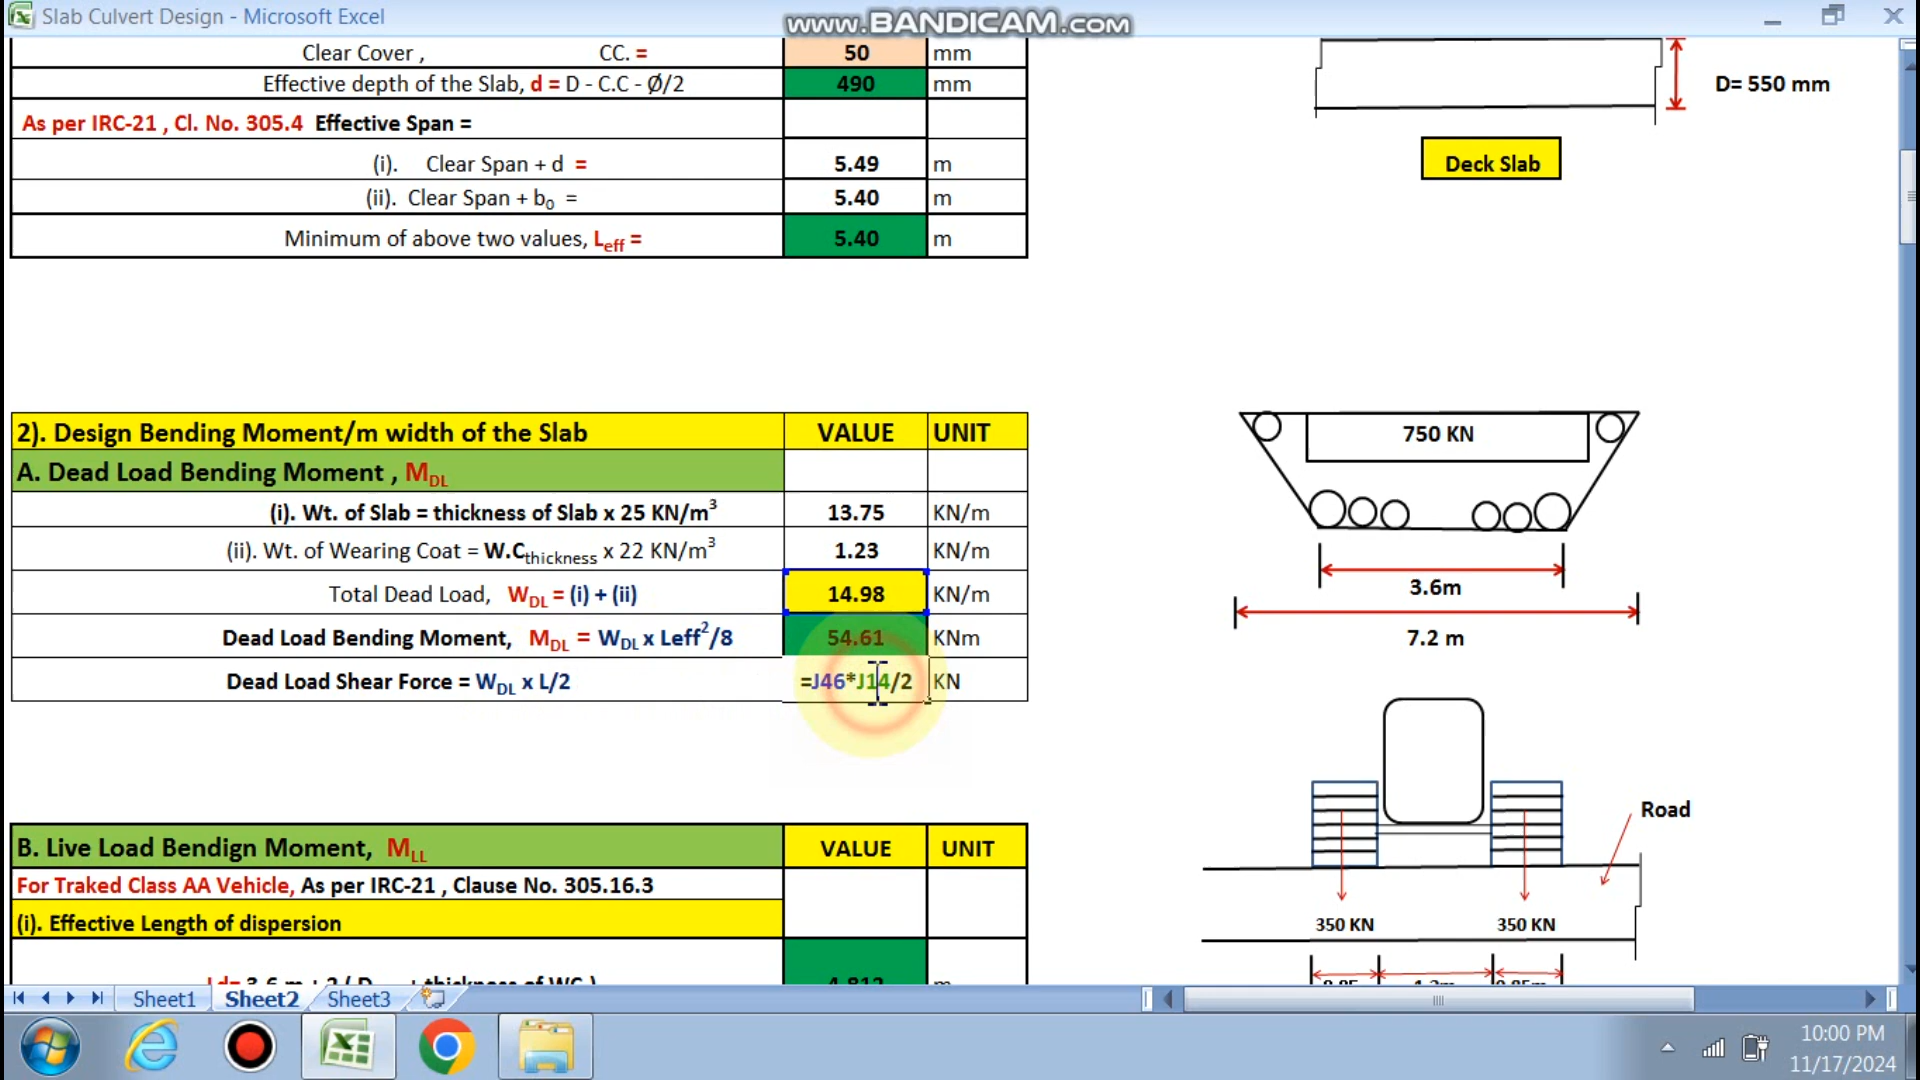 Slab Culvert Design - Microsoft Excel
www.BANDICAM.com
Clear Cover , CC. = 50 mm
Effective depth of the Slab, d = D - C.C - Ø/2 490 mm
D= 550 mm
As per IRC-21 , Cl. No. 305.4 Effective Span =
(i). Clear Span + d = 5.49 m
Deck Slab
(ii). Clear Span + b0 = 5.40 m
Minimum of above two values, Leff = 5.40 m
2). Design Bending Moment/m width of the Slab VALUE UNIT
750 KN
A. Dead Load Bending Moment , MDL
(i). Wt. of Slab = thickness of Slab x 25 KN/m3 13.75 KN/m
(ii). Wt. of Wearing Coat = W.Cthickness x 22 KN/m3 1.23 KN/m
Total Dead Load, WDL = (i) + (ii) 14.98 KN/m
3.6m
Dead Load Bending Moment, MDL = WDL x Leff2/8 54.61 KNm
7.2 m
Dead Load Shear Force = WDL x L/2 =J46*J14/2 KN
Road
B. Live Load Bendign Moment, MLL VALUE UNIT
For Traked Class AA Vehicle, As per IRC-21 , Clause No. 305.16.3
(i). Effective Length of dispersion
350 KN 350 KN
Sheet1 Sheet2 Sheet3
10:00 PM
11/17/2024